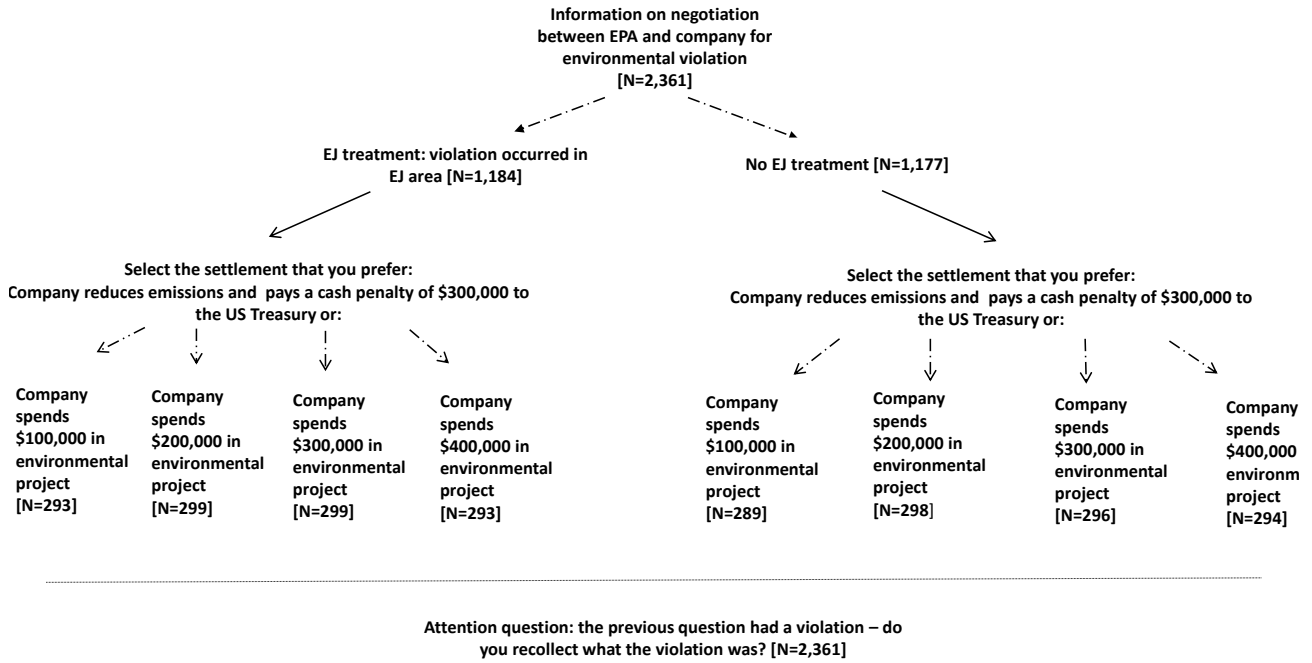 Information on negotiation
between EPA and company for
environmental violation
[N=2,361]
EJ treatment: violation occurred in
EJ area [N=1,184]
No EJ treatment [N=1,177]
Select the settlement that you prefer:
Company reduces emissions and  pays a cash penalty of $300,000 to
the US Treasury or:
Select the settlement that you prefer:
Company reduces emissions and  pays a cash penalty of $300,000 to
the US Treasury or:
Company
spends
$100,000 in
environmental
project
[N=293]
Company
spends
$200,000 in
environmental
project
[N=299]
Company
spends
$300,000 in
environmental
project
[N=299]
Company
spends
$400,000 in
environmental
project
[N=293]
Company
spends
$100,000 in
environmental
project
[N=289]
Company
spends
$200,000 in
environmental
project
[N=298]
Company
spends
$300,000 in
environmental
project
[N=296]
Company
spends
$400,000
environm
project
[N=294]
Attention question: the previous question had a violation – do
you recollect what the violation was? [N=2,361]